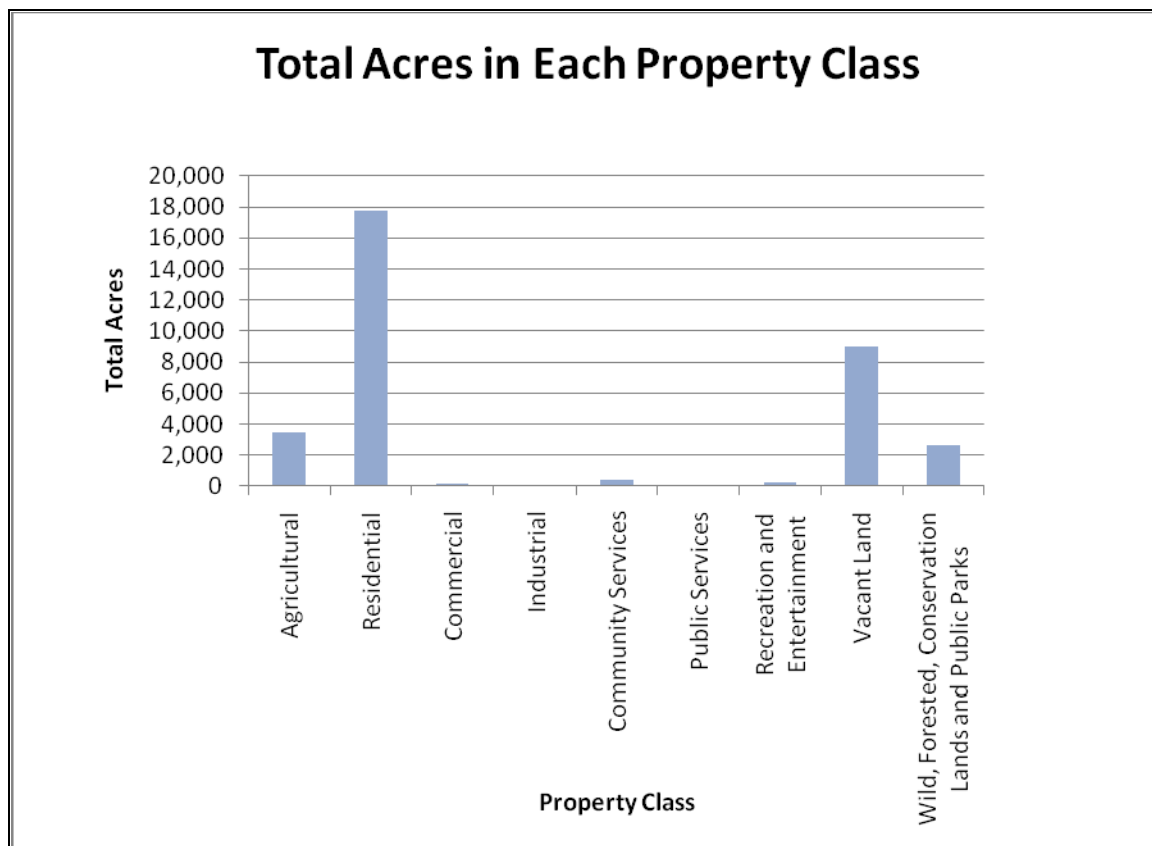 Total Acres in Each Property Class
20,000
18,000
16,000
14,000
12,000
10,000
8,000
6,000
4,000
2,000
0
Total Acres
Agricultural
Residential
Commercial
Industrial
Community Services
Public Services
Recreation and
Entertainment
Vacant Land
Wild, Forested, Conservation
Lands and Public Parks
Property Class